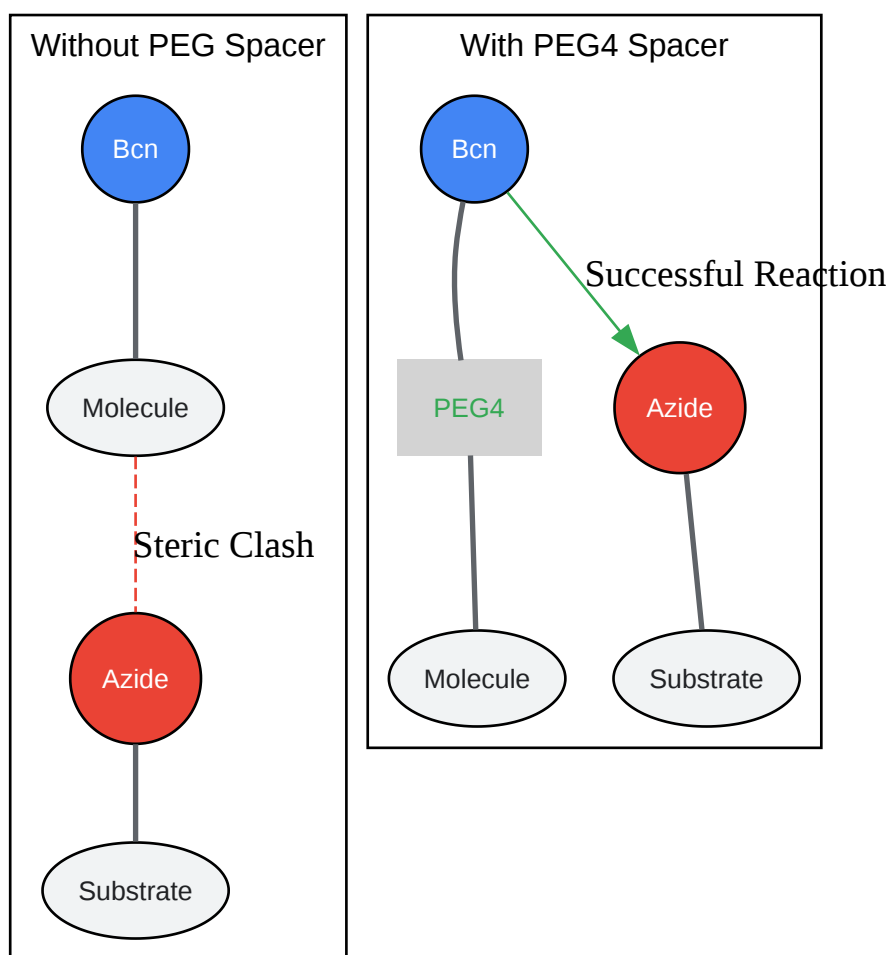 Without PEG Spacer
Bcn
Molecule
Steric Clash
Azide
Substrate
With PEG4 Spacer
Bcn
Successful Reaction
PEG4
Azide
Molecule
Substrate